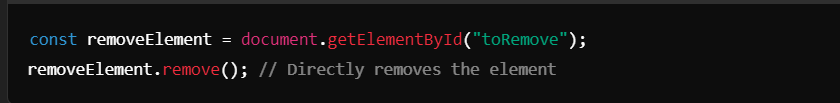 const removeElement = document.getElementById("toRemove");
removeElement.remove(); // Directly removes the element